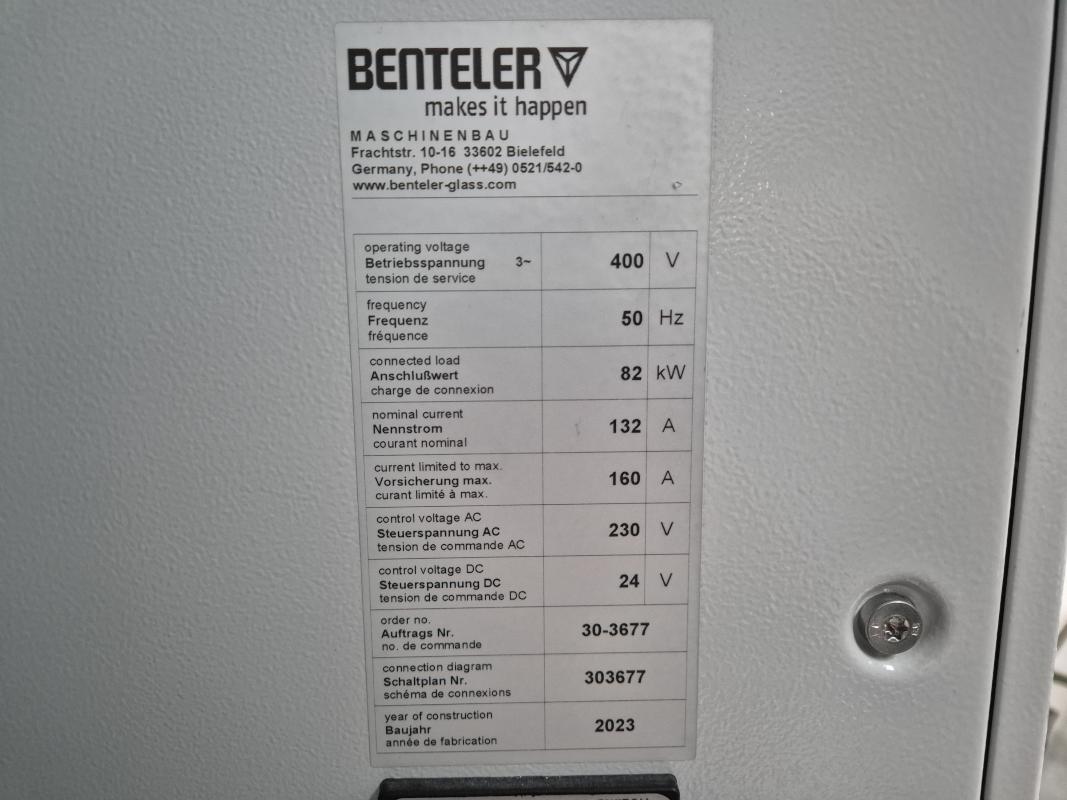 BENTELER
makes it happen
MASCHINENBAU
Frachtstr. 10-16 33602 Bielefeld
Germany, Phone (++49) 0521/542-0
www.benteler-glass.com
operating voltage
Betriebsspannung 3~ 400 V
tension de service
frequency
Frequenz 50 Hz
fréquence
connected load
Anschlußwert 82 kW
charge de connexion
nominal current
Nennstrom 132 A
courant nominal
current limited to max.
Vorsicherung max. 160 A
curant limité à max.
control voltage AC
Steuerspannung AC 230 V
tension de commande AC
control voltage DC
Steuerspannung DC 24 V
tension de commande DC
order no.
Auftrags Nr. 30-3677
no. de commande
connection diagram
Schaltplan Nr. 303677
schéma de connexions
year of construction
Baujahr 2023
année de fabrication